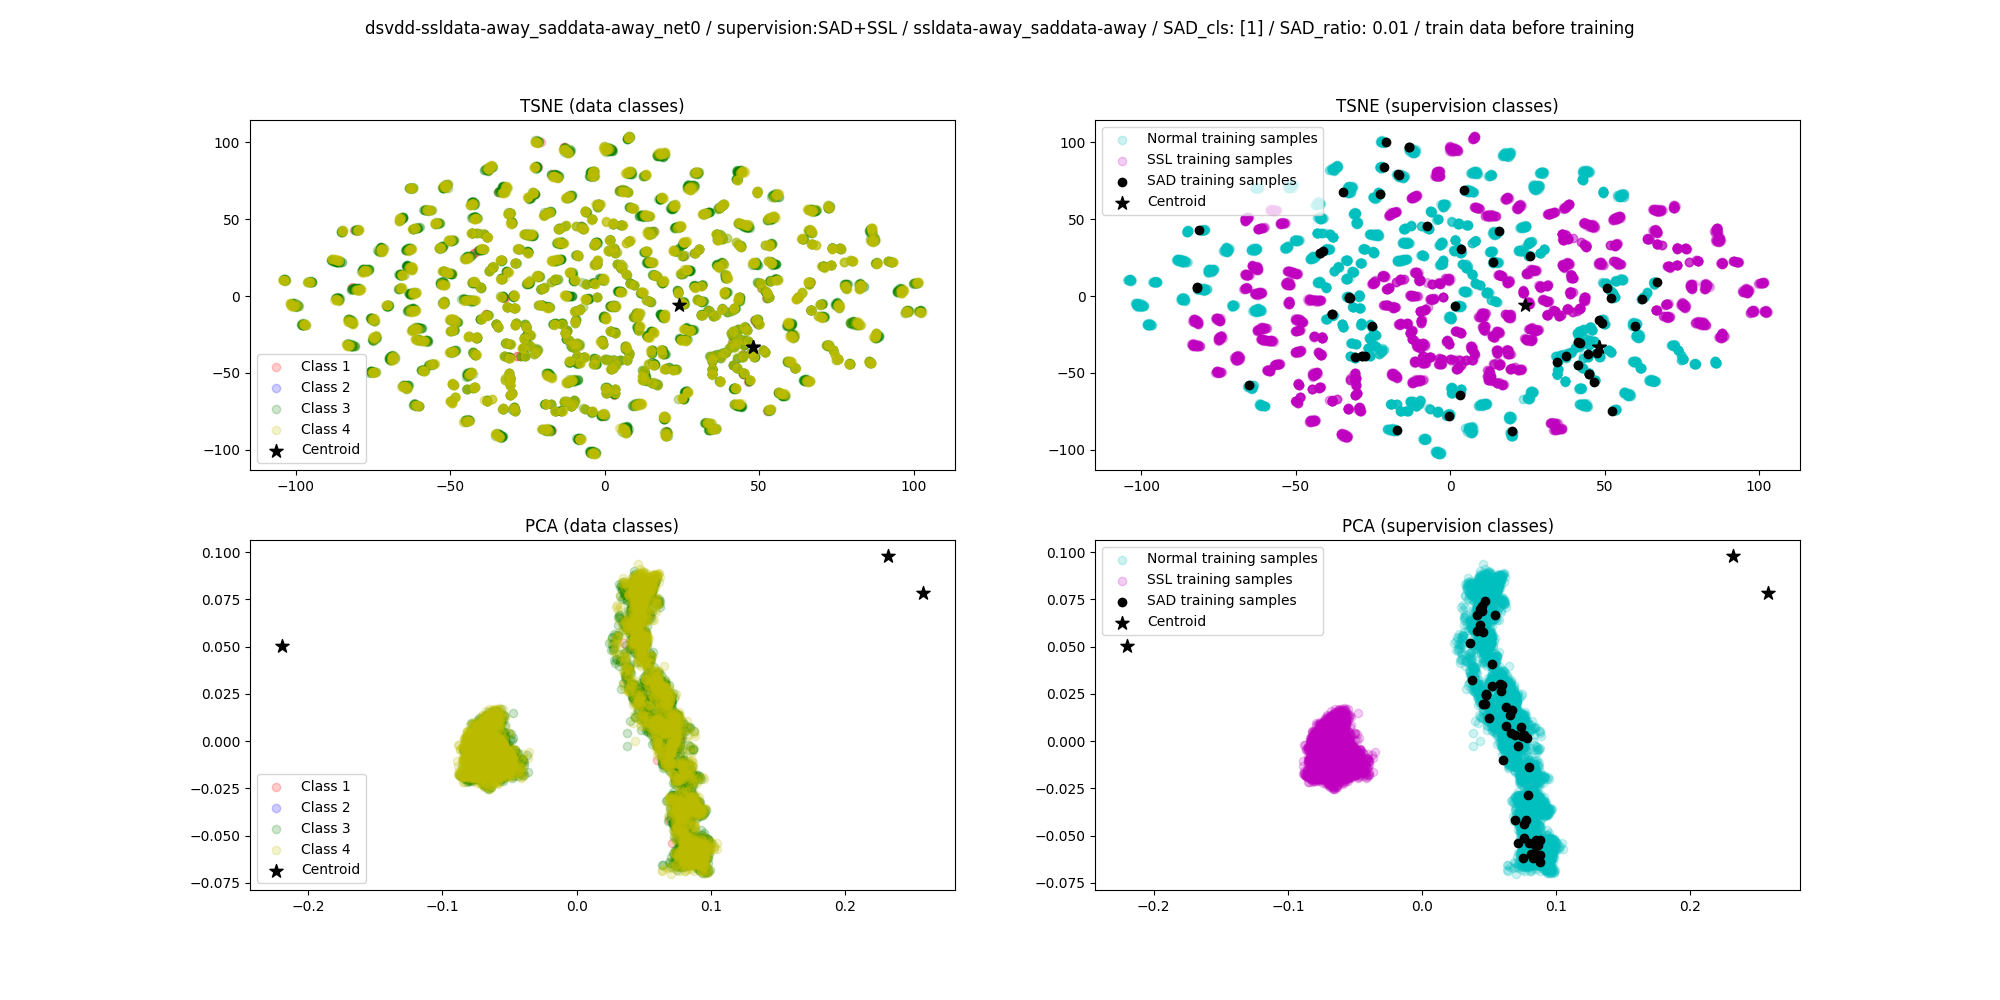 dsvdd-ssldata-away_saddata-away_net0 / supervision:SAD+SSL / ssldata-away_saddata-away / SAD_cls: [1] / SAD_ratio: 0.01 / train data before training
TSNE (data classes)
100
50
0
−50
−100
Class 1
Class 2
Class 3
Class 4
Centroid
−100 −50 0 50 100
TSNE (supervision classes)
100
50
0
−50
−100
Normal training samples
SSL training samples
SAD training samples
Centroid
−100 −50 0 50 100
PCA (data classes)
0.100
0.075
0.050
0.025
0.000
−0.025
−0.050
−0.075
Class 1
Class 2
Class 3
Class 4
Centroid
−0.2 −0.1 0.0 0.1 0.2
PCA (supervision classes)
0.100
0.075
0.050
0.025
0.000
−0.025
−0.050
−0.075
Normal training samples
SSL training samples
SAD training samples
Centroid
−0.2 −0.1 0.0 0.1 0.2